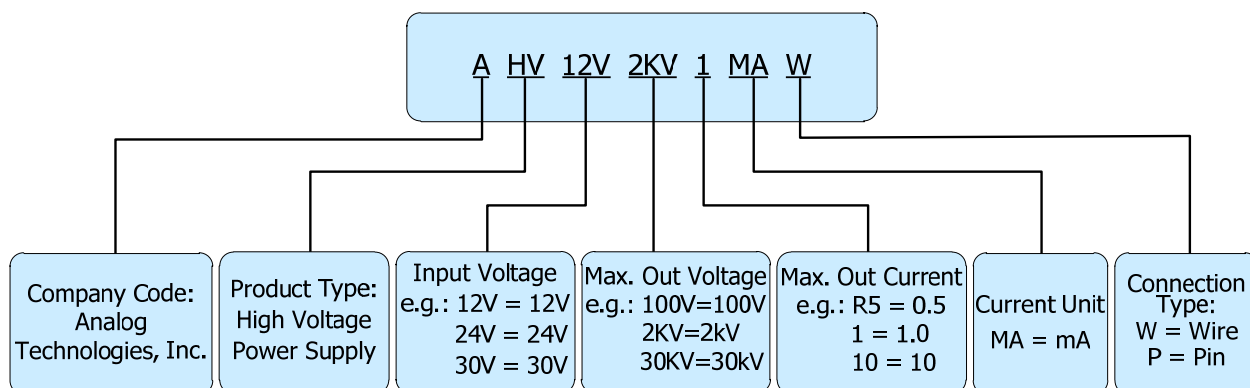 A HV 12V 2KV 1 MA W
Company Code:
Analog
Technologies, Inc.
Product Type:
High Voltage
Power Supply
Input Voltage
e.g.: 12V = 12V
24V = 24V
30V = 30V
Max. Out Voltage
e.g.: 100V=100V
2KV=2kV
30KV=30kV
Max. Out Current
e.g.: R5 = 0.5
1 = 1.0
10 = 10
Current Unit
MA = mA
Connection
Type:
W = Wire
P = Pin